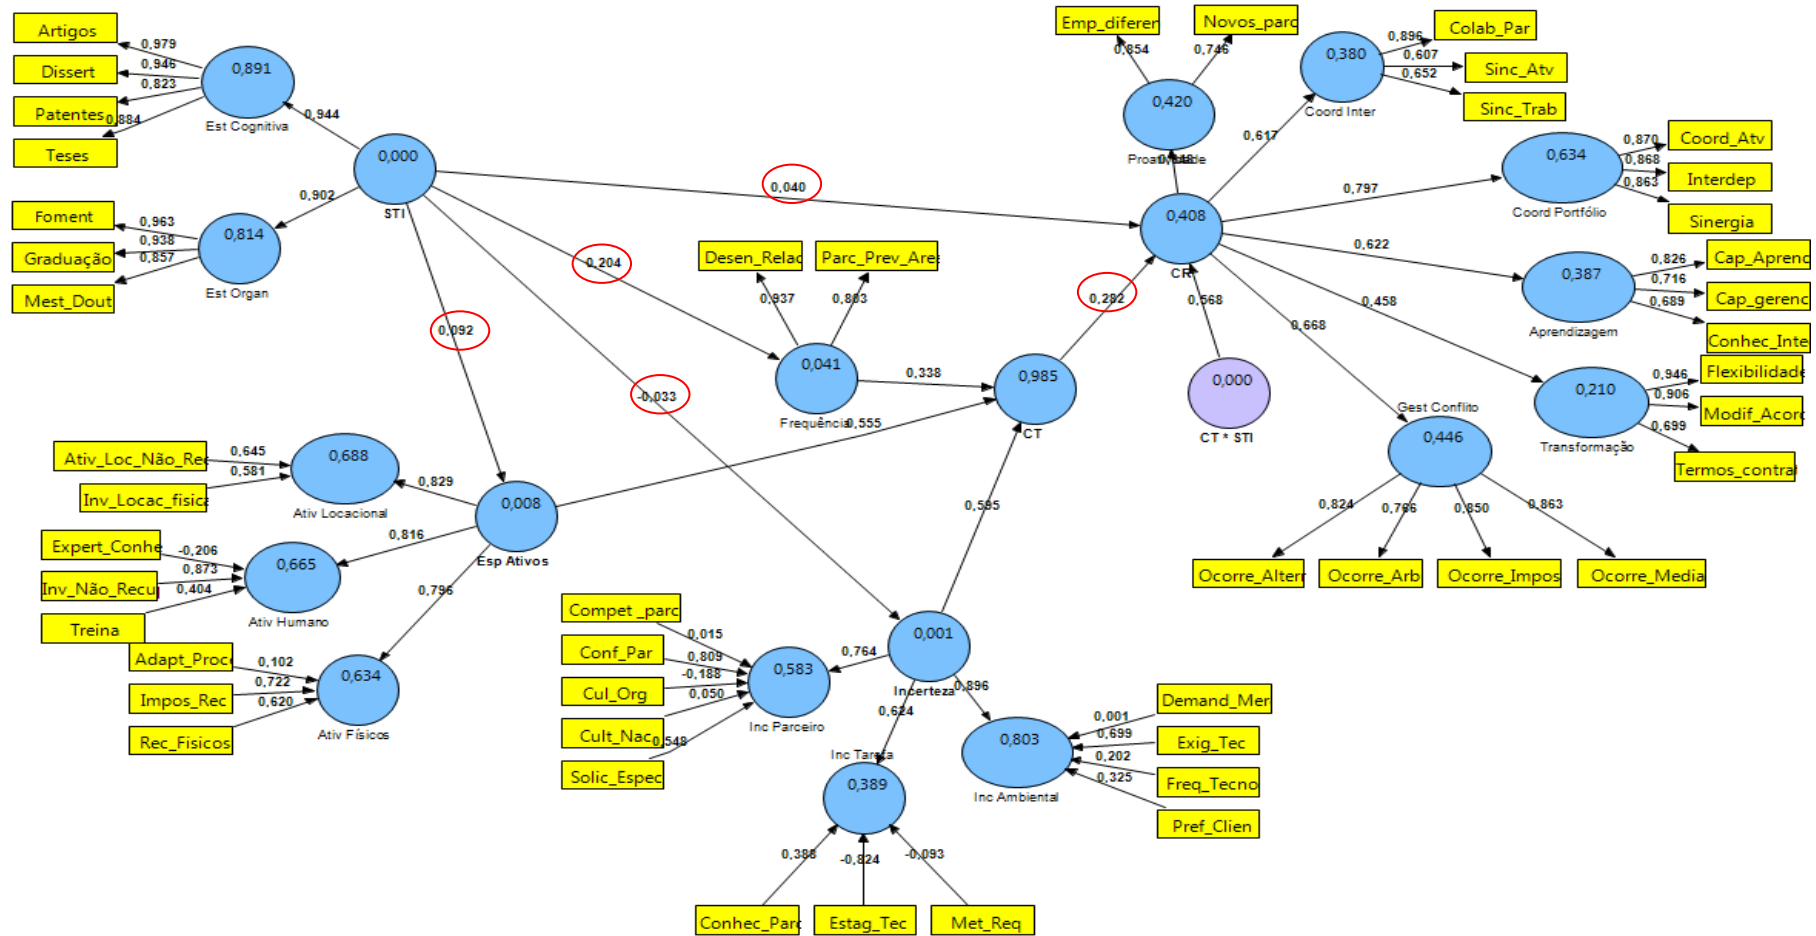 Artigos
0,979
Dissert
0,946
0,823
Patentes
0,884
Teses
0,891
Est Cognitiva
0,944
0,000
STI
0,902
Foment
0,963
Graduação
0,938
0,857
Mest_Dout
0,814
Est Organ
0,040
0,204
0,092
-0,033
Emp_diferen
Novos_parc
0,854
0,746
0,420
Proatividade
0,380
Coord Inter
0,896
Colab_Par
0,607
Sinc_Atv
0,652
Sinc_Trab
0,617
0,634
Coord Portfólio
0,870
Coord_Atv
0,868
Interdep
0,863
Sinergia
0,797
0,408
CR
0,622
0,387
Aprendizagem
0,826
Cap_Aprend
0,716
Cap_gerenc
0,689
Conhec_Inte
0,458
0,668
0,210
Transformação
0,946
Flexibilidade
0,906
Modif_Acord
0,699
Termos_contrat
Desen_Relac
Parc_Prev_Area
0,937
0,803
0,041
Frequência
0,338
0,555
0,282
0,568
0,985
CT
0,000
CT * STI
Gest Conflito
0,446
0,824
0,766
0,850
0,863
Ocorre_Altern
Ocorre_Arb
Ocorre_Impos
Ocorre_Media
Ativ_Loc_Não_Rec
0,645
Inv_Locac_fisica
0,581
0,688
Ativ Locacional
0,829
0,008
Esp Ativos
Expert_Conhe
-0,206
Inv_Não_Recu
0,873
0,404
Treina
0,665
Ativ Humano
0,816
0,796
Adapt_Proc
0,102
Impos_Rec
0,722
0,620
Rec_Fisicos
0,634
Ativ Físicos
0,595
Compet _parc
0,015
Conf_Par
0,809
Cul_Org
-0,188
0,050
Cult_Nac
0,548
Solic_Espec
0,583
Inc Parceiro
0,764
0,001
Incerteza
0,896
0,624
Inc Tarefa
0,389
0,803
Inc Ambiental
Demand_Mer
0,001
Exig_Tec
0,699
0,202
Freq_Tecno
0,325
Pref_Clien
0,388
-0,824
-0,093
Conhec_Parc
Estag_Tec
Met_Req